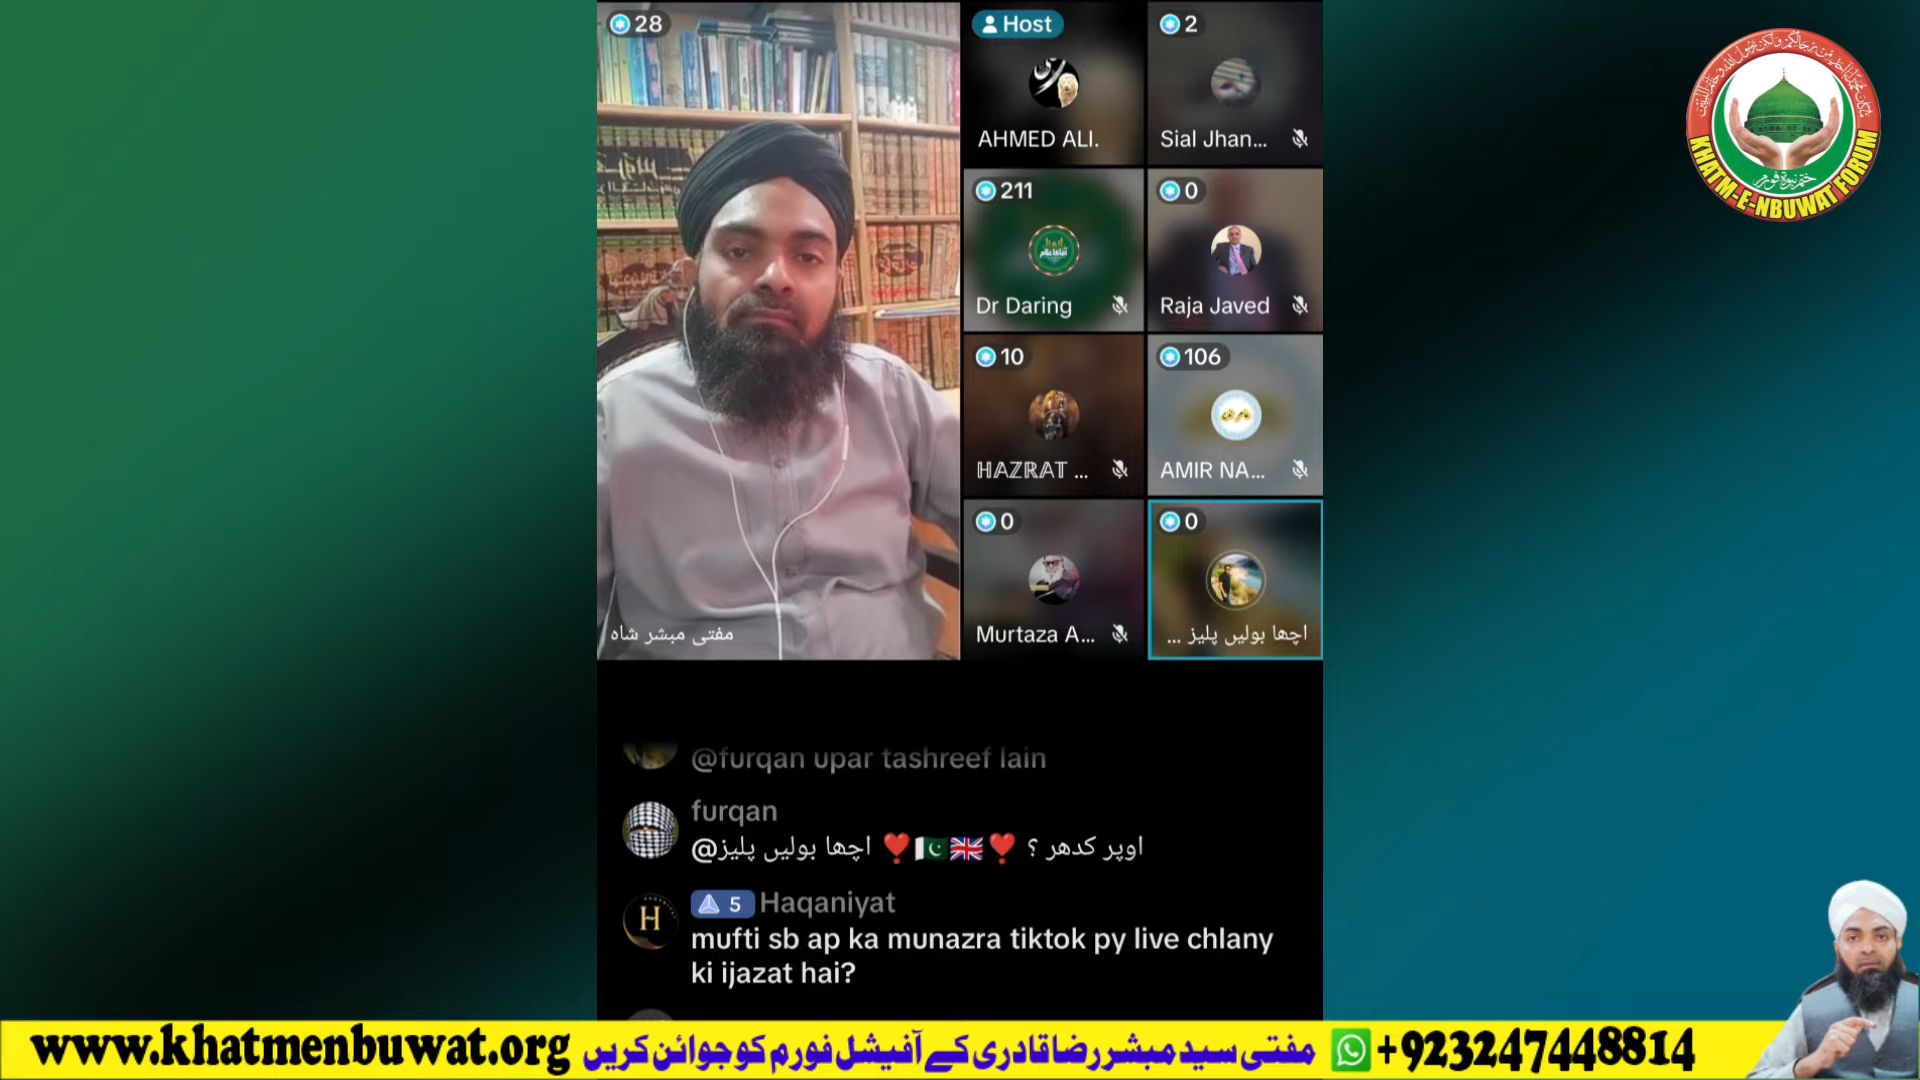 28
Host
AHMED ALI.
2
Sial Jhan...
211
Dr Daring
0
Raja Javed
10
ℍAZℝAT ...
106
AMIR NA...
0
Murtaza A...
0
اچھا بولیں پلیز ...
مفتی مبشر شاہ
@furqan upar tashreef lain
furqan
@اچھا بولیں پلیز ❣️🇵🇰🇬🇧❣️ اوپر کدھر ؟
5 Haqaniyat
H
mufti sb ap ka munazra tiktok py live chlany
ki ijazat hai?
KHATM-E-NBUWAT FORUM
ختم نبوۃ فورم
www.khatmenbuwat.org مفتی سید مبشر رضا قادری کے آفیشل فورم کو جوائن کریں +923247448814